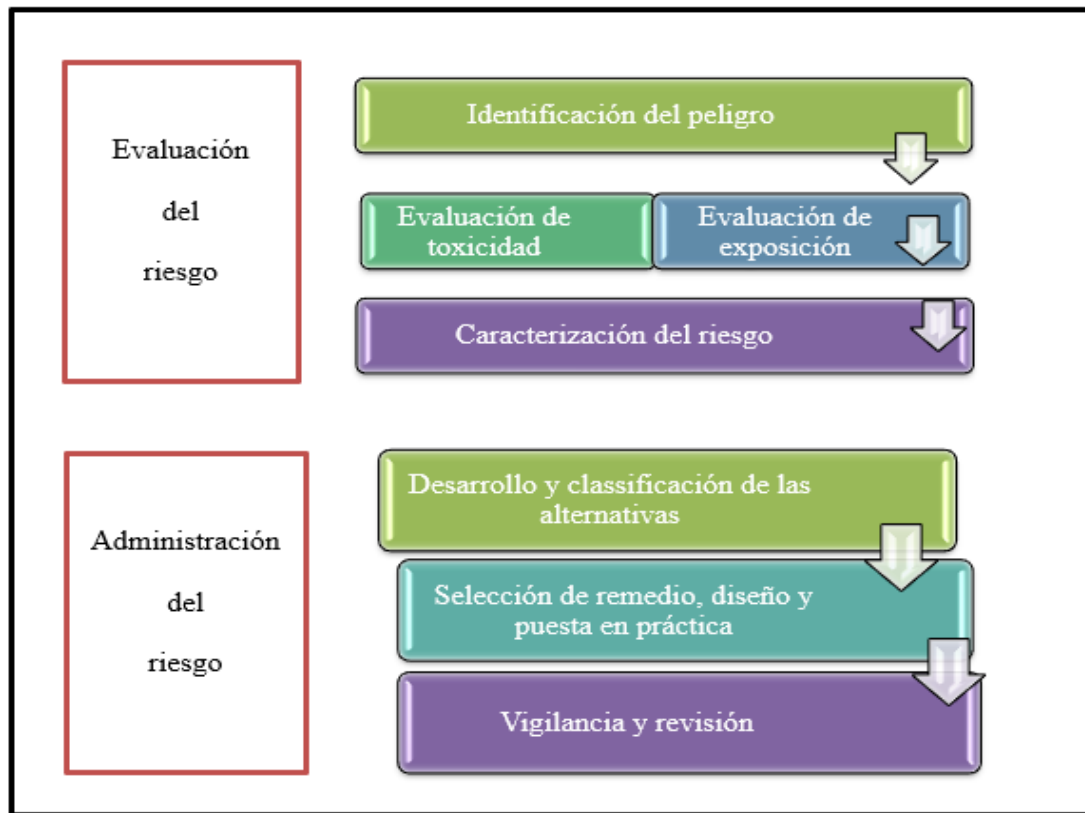 Evaluación
del
riesgo
Identificación del peligro
Evaluación de
toxicidad
Evaluación de
exposición
Caracterización del riesgo
Administración
del
riesgo
Desarrollo y classificación de las
alternativas
Selección de remedio, diseño y
puesta en práctica
Vigilancia y revisión